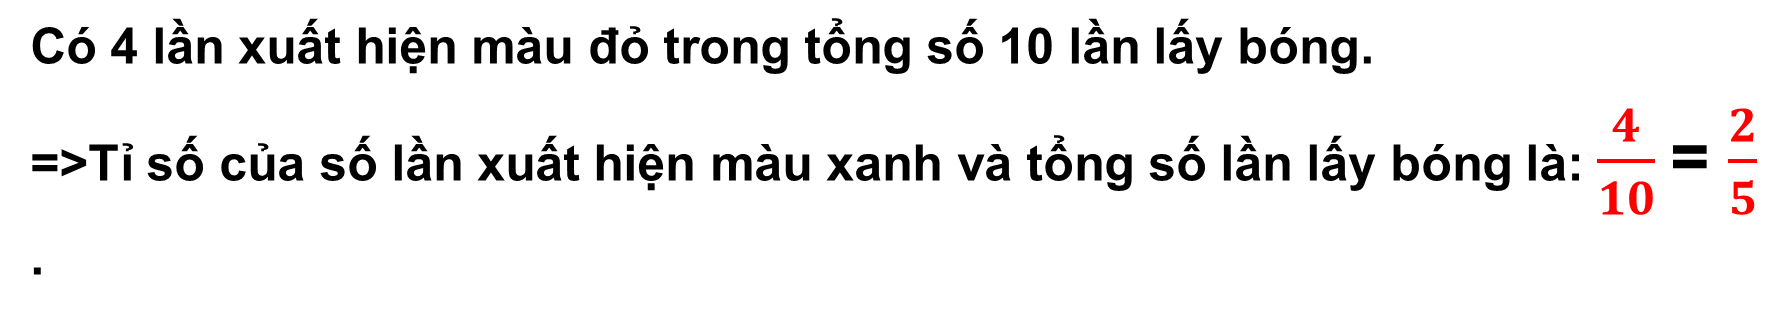 Có 4 lần xuất hiện màu đỏ trong tổng số 10 lần lấy bóng.
=>Tỉ số của số lần xuất hiện màu xanh và tổng số lần lấy bóng là: 4/10 = 2/5
.